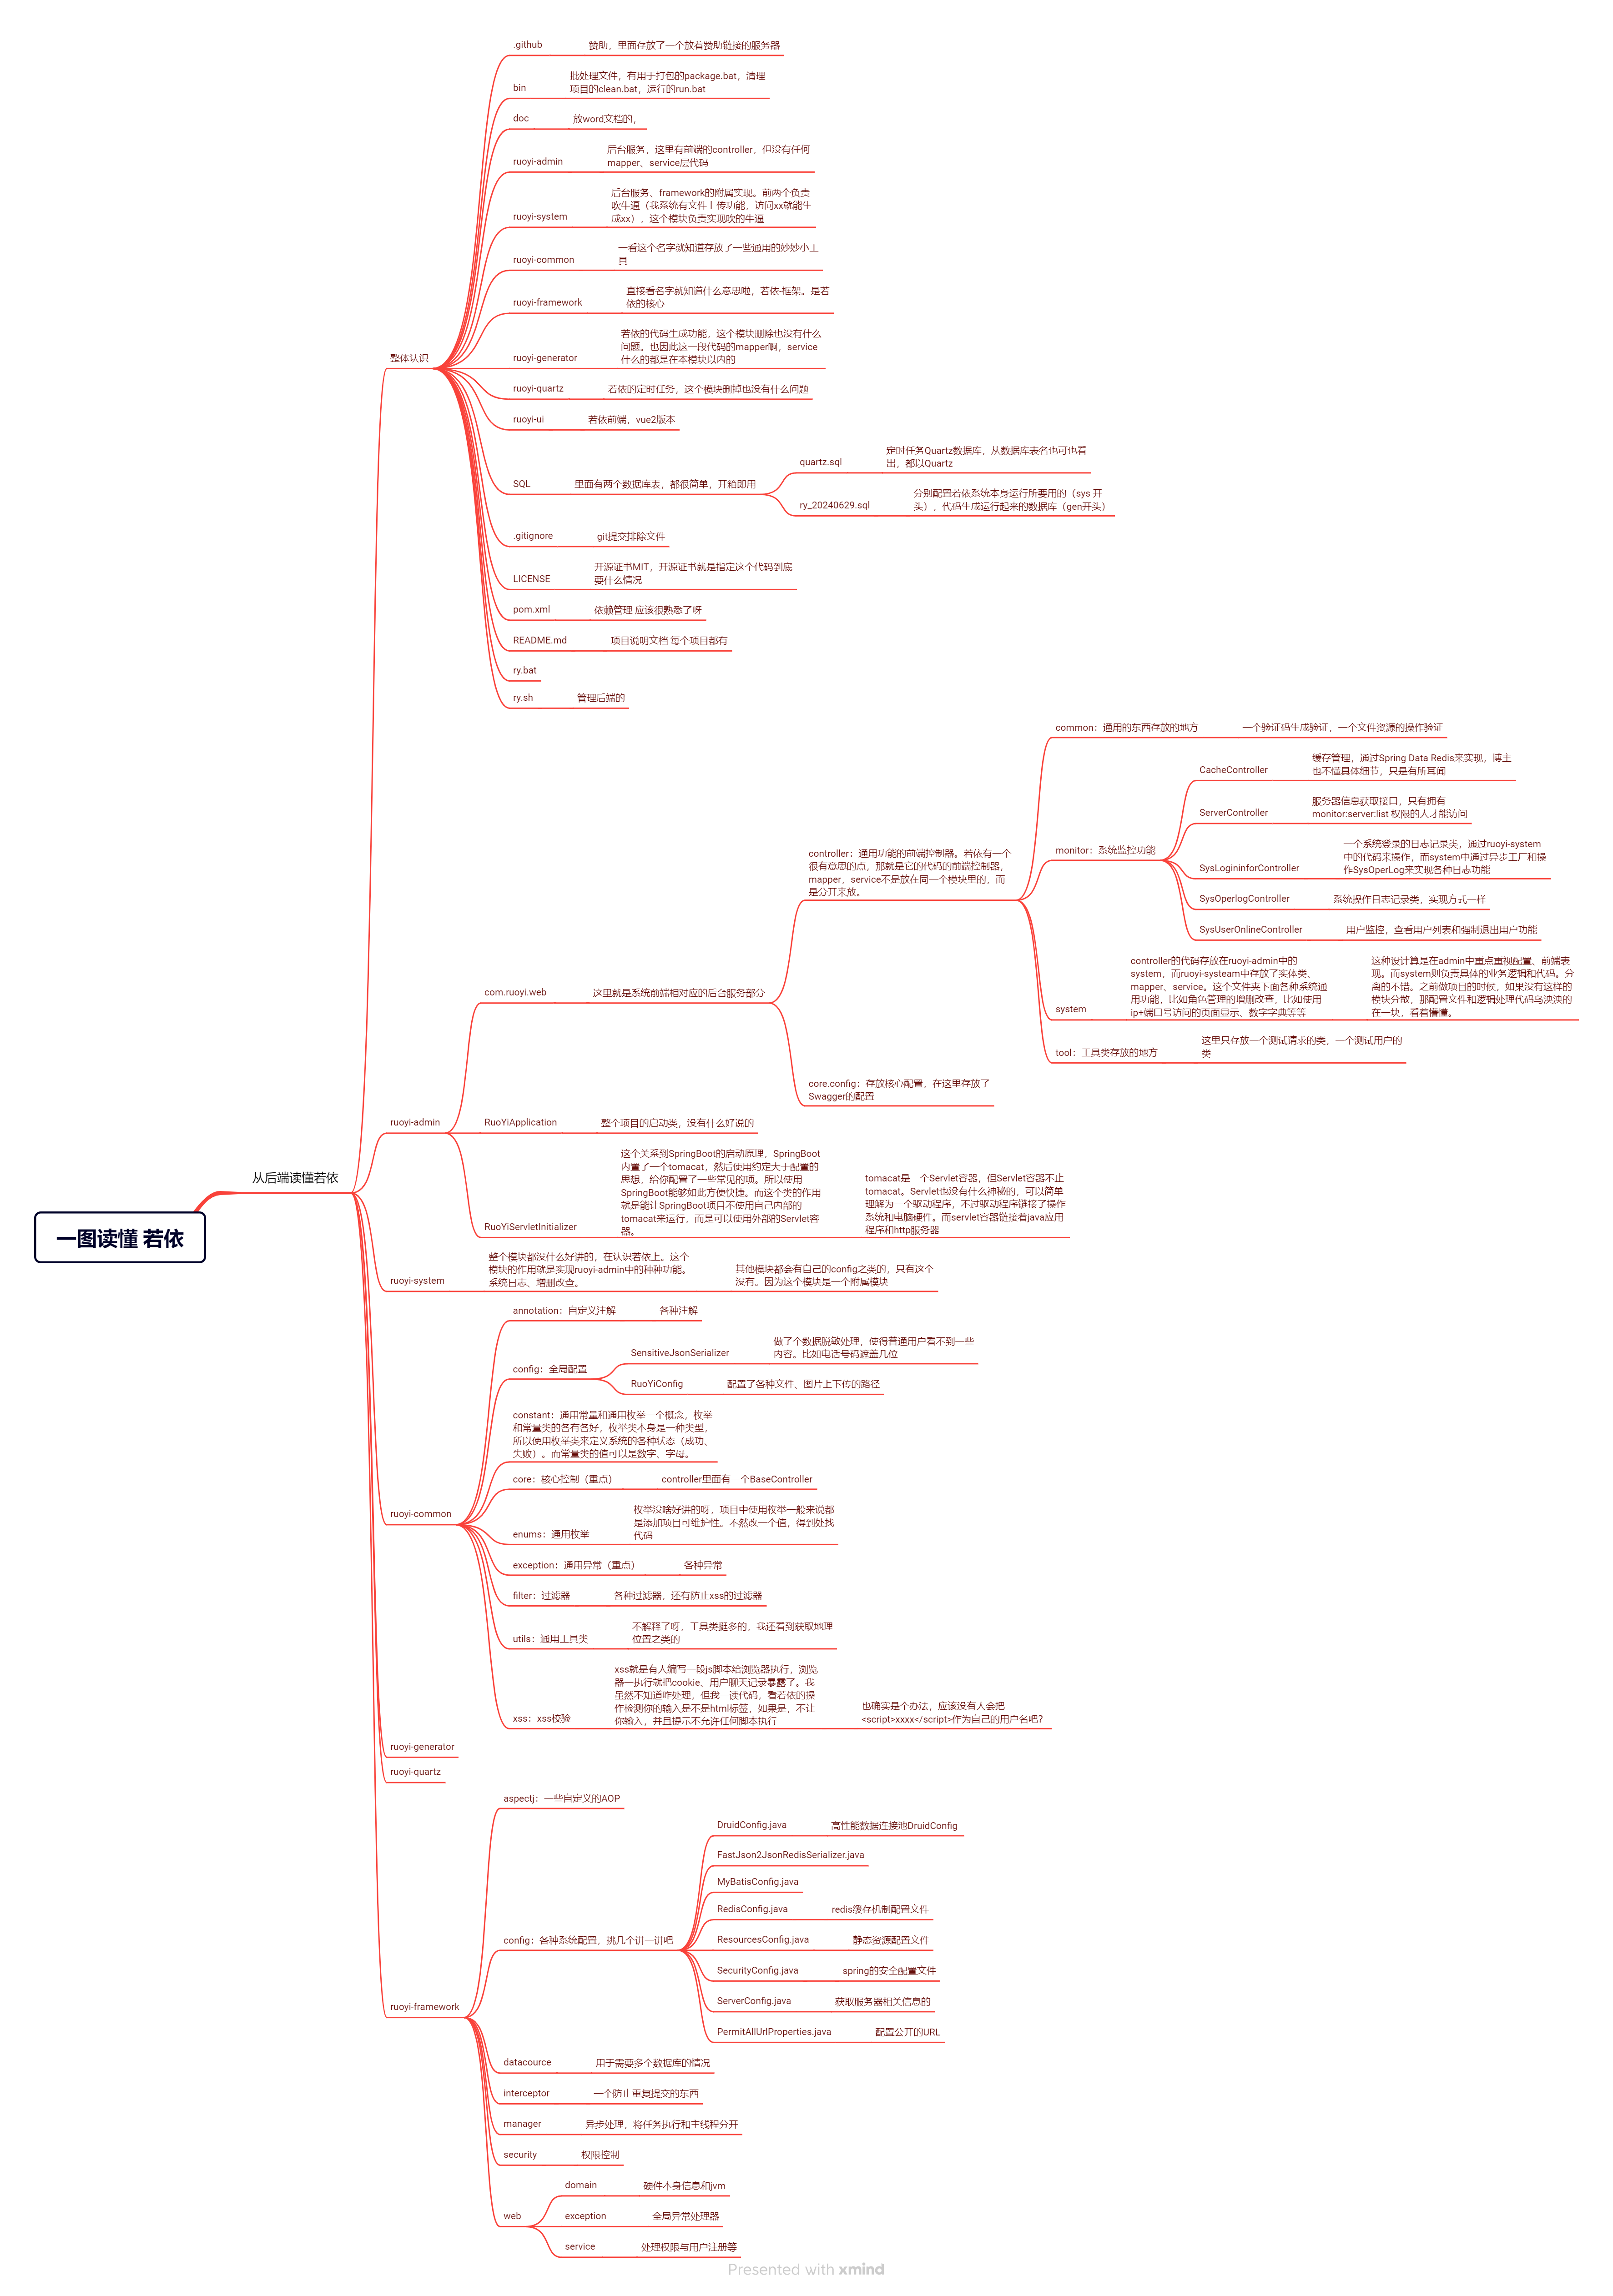 一图读懂 若依
从后端读懂若依
整体认识
.github
赞助，里面存放了一个放着赞助链接的服务器
bin
批处理文件，有用于打包的package.bat，清理
项目的clean.bat，运行的run.bat
doc
放word文档的，
ruoyi-admin
后台服务，这里有前端的controller，但没有任何
mapper、service层代码
ruoyi-system
后台服务、framework的附属实现。前两个负责
吹牛逼（我系统有文件上传功能，访问xx就能生
成xx），这个模块负责实现吹的牛逼
ruoyi-common
一看这个名字就知道存放了一些通用的妙妙小工
具
ruoyi-framework
直接看名字就知道什么意思啦，若依-框架。是若
依的核心
ruoyi-generator
若依的代码生成功能，这个模块删除也没有什么
问题。也因此这一段代码的mapper啊，service
什么的都是在本模块以内的
ruoyi-quartz
若依的定时任务，这个模块删掉也没有什么问题
ruoyi-ui
若依前端，vue2版本
SQL
里面有两个数据库表，都很简单，开箱即用
quartz.sql
定时任务Quartz数据库，从数据库表名也可也看
出，都以Quartz
ry_20240629.sql
分别配置若依系统本身运行所要用的（sys 开
头），代码生成运行起来的数据库（gen开头）
.gitignore
git提交排除文件
LICENSE
开源证书MIT，开源证书就是指定这个代码到底
要什么情况
pom.xml
依赖管理 应该很熟悉了呀
README.md
项目说明文档 每个项目都有
ry.bat
ry.sh
管理后端的
ruoyi-admin
com.ruoyi.web
这里就是系统前端相对应的后台服务部分
controller：通用功能的前端控制器。若依有一个
很有意思的点，那就是它的代码的前端控制器，
mapper，service不是放在同一个模块里的，而
是分开来放。
common：通用的东西存放的地方
一个验证码生成验证，一个文件资源的操作验证
monitor：系统监控功能
CacheController
缓存管理，通过Spring Data Redis来实现，博主
也不懂具体细节，只是有所耳闻
ServerController
服务器信息获取接口，只有拥有
monitor:server:list 权限的人才能访问
SysLogininforController
一个系统登录的日志记录类，通过ruoyi-system
中的代码来操作，而system中通过异步工厂和操
作SysOperLog来实现各种日志功能
SysOperlogController
系统操作日志记录类，实现方式一样
SysUserOnlineController
用户监控，查看用户列表和强制退出用户功能
system
controller的代码存放在ruoyi-admin中的
system，而ruoyi-systeam中存放了实体类、
mapper、service。这个文件夹下面各种系统通
用功能，比如角色管理的增删改查，比如使用
ip+端口号访问的页面显示、数字字典等等
这种设计算是在admin中重点重视配置、前端表
现。而system则负责具体的业务逻辑和代码。分
离的不错。之前做项目的时候，如果没有这样的
模块分散，那配置文件和逻辑处理代码乌泱泱的
在一块，看着懵懂。
tool：工具类存放的地方
这里只存放一个测试请求的类，一个测试用户的
类
core.config：存放核心配置，在这里存放了
Swagger的配置
RuoYiApplication
整个项目的启动类，没有什么好说的
RuoYiServletInitializer
这个关系到SpringBoot的启动原理，SpringBoot
内置了一个tomacat，然后使用约定大于配置的
思想，给你配置了一些常见的项。所以使用
SpringBoot能够如此方便快捷。而这个类的作用
就是能让SpringBoot项目不使用自己内部的
tomacat来运行，而是可以使用外部的Servlet容
器。
tomacat是一个Servlet容器，但Servlet容器不止
tomacat。Servlet也没有什么神秘的，可以简单
理解为一个驱动程序，不过驱动程序链接了操作
系统和电脑硬件。而servlet容器链接着java应用
程序和http服务器
ruoyi-system
整个模块都没什么好讲的，在认识若依上。这个
模块的作用就是实现ruoyi-admin中的种种功能。
系统日志、增删改查。
其他模块都会有自己的config之类的，只有这个
没有。因为这个模块是一个附属模块
ruoyi-common
annotation：自定义注解
各种注解
config：全局配置
SensitiveJsonSerializer
做了个数据脱敏处理，使得普通用户看不到一些
内容。比如电话号码遮盖几位
RuoYiConfig
配置了各种文件、图片上下传的路径
constant：通用常量和通用枚举一个概念，枚举
和常量类的各有各好，枚举类本身是一种类型，
所以使用枚举类来定义系统的各种状态（成功、
失败）。而常量类的值可以是数字、字母。
core：核心控制（重点）
controller里面有一个BaseController
enums：通用枚举
枚举没啥好讲的呀，项目中使用枚举一般来说都
是添加项目可维护性。不然改一个值，得到处找
代码
exception：通用异常（重点）
各种异常
filter：过滤器
各种过滤器，还有防止xss的过滤器
utils：通用工具类
不解释了呀，工具类挺多的，我还看到获取地理
位置之类的
xss：xss校验
xss就是有人编写一段js脚本给浏览器执行，浏览
器一执行就把cookie、用户聊天记录暴露了。我
虽然不知道咋处理，但我一读代码，看若依的操
作检测你的输入是不是html标签，如果是，不让
你输入，并且提示不允许任何脚本执行
也确实是个办法，应该没有人会把
<script>xxxx</script>作为自己的用户名吧？
ruoyi-generator
ruoyi-quartz
ruoyi-framework
aspectj：一些自定义的AOP
config：各种系统配置，挑几个讲一讲吧
DruidConfig.java
高性能数据连接池DruidConfig
FastJson2JsonRedisSerializer.java
MyBatisConfig.java
RedisConfig.java
redis缓存机制配置文件
ResourcesConfig.java
静态资源配置文件
SecurityConfig.java
spring的安全配置文件
ServerConfig.java
获取服务器相关信息的
PermitAllUrlProperties.java
配置公开的URL
datacource
用于需要多个数据库的情况
interceptor
一个防止重复提交的东西
manager
异步处理，将任务执行和主线程分开
security
权限控制
web
domain
硬件本身信息和jvm
exception
全局异常处理器
service
处理权限与用户注册等
Presented with xmind